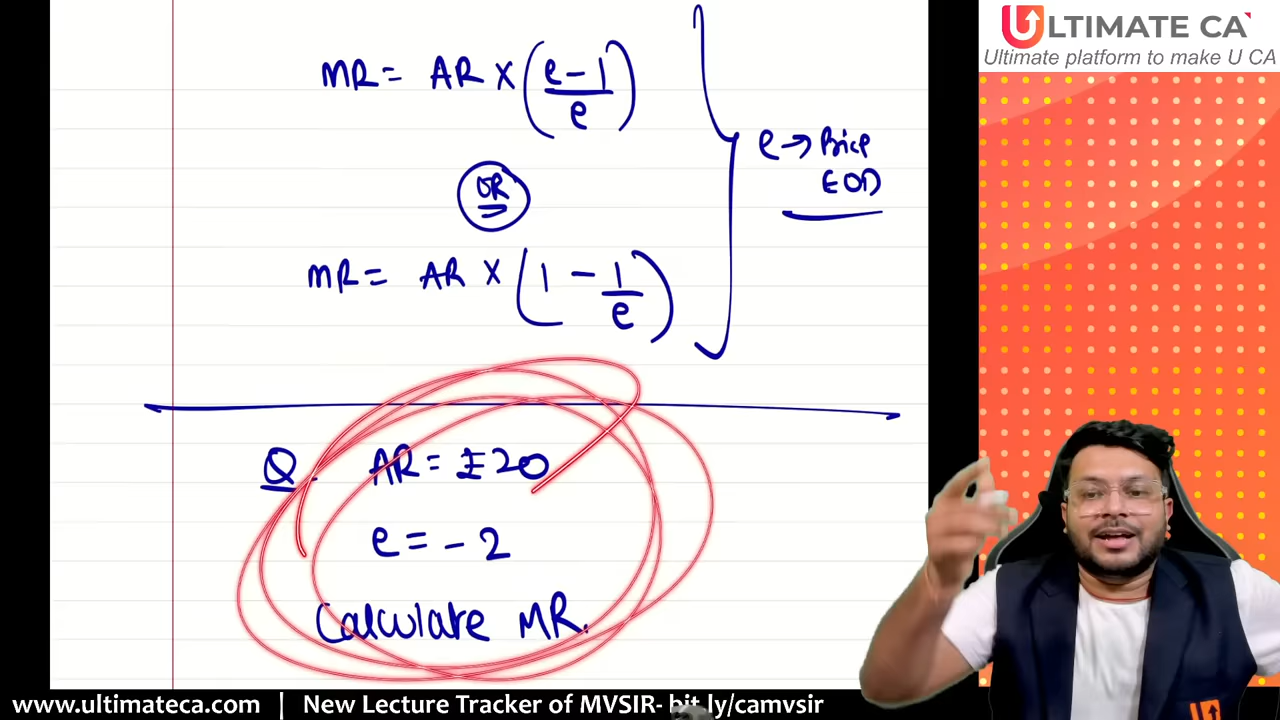 MR = AR × (e - 1 / e)
OR
MR = AR × (1 - 1 / e)
e → Price
EOD
Q. AR = ₹20
e = - 2
Calculate MR.
ULTIMATE CA
Ultimate platform to make U CA
www.ultimateca.com | New Lecture Tracker of MVSIR- bit.ly/camvsir